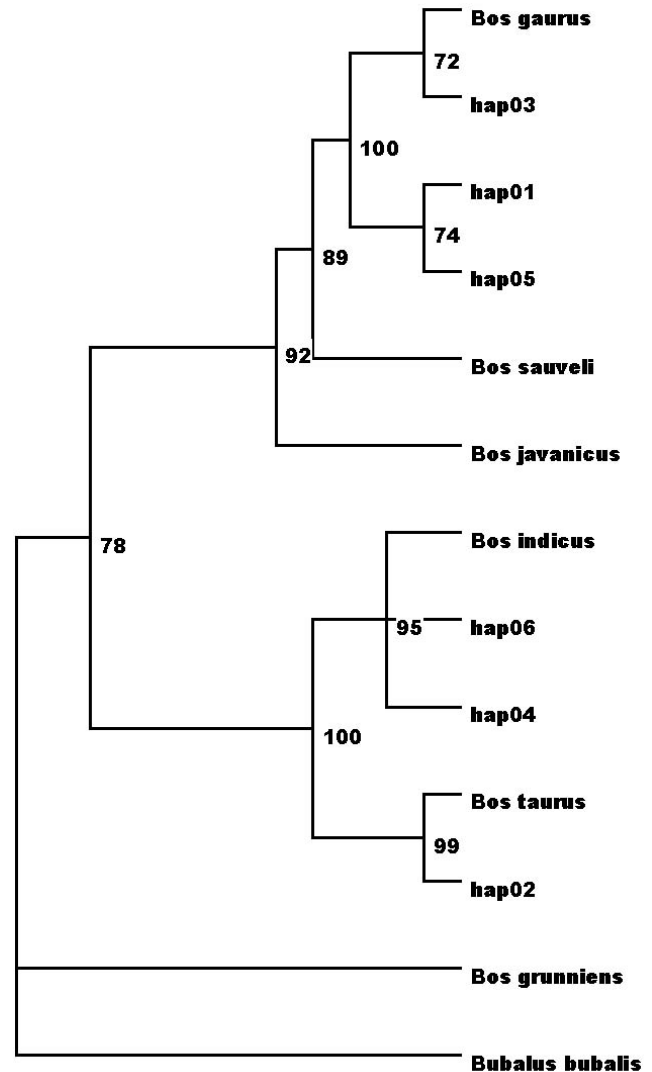 Bos gaurus
72
hap03
100
hap01
74
89
hap05
92
Bos sauveli
Bos javanicus
78
Bos indicus
95
hap06
hap04
100
Bos taurus
99
hap02
Bos grunniens
Bubalus bubalis